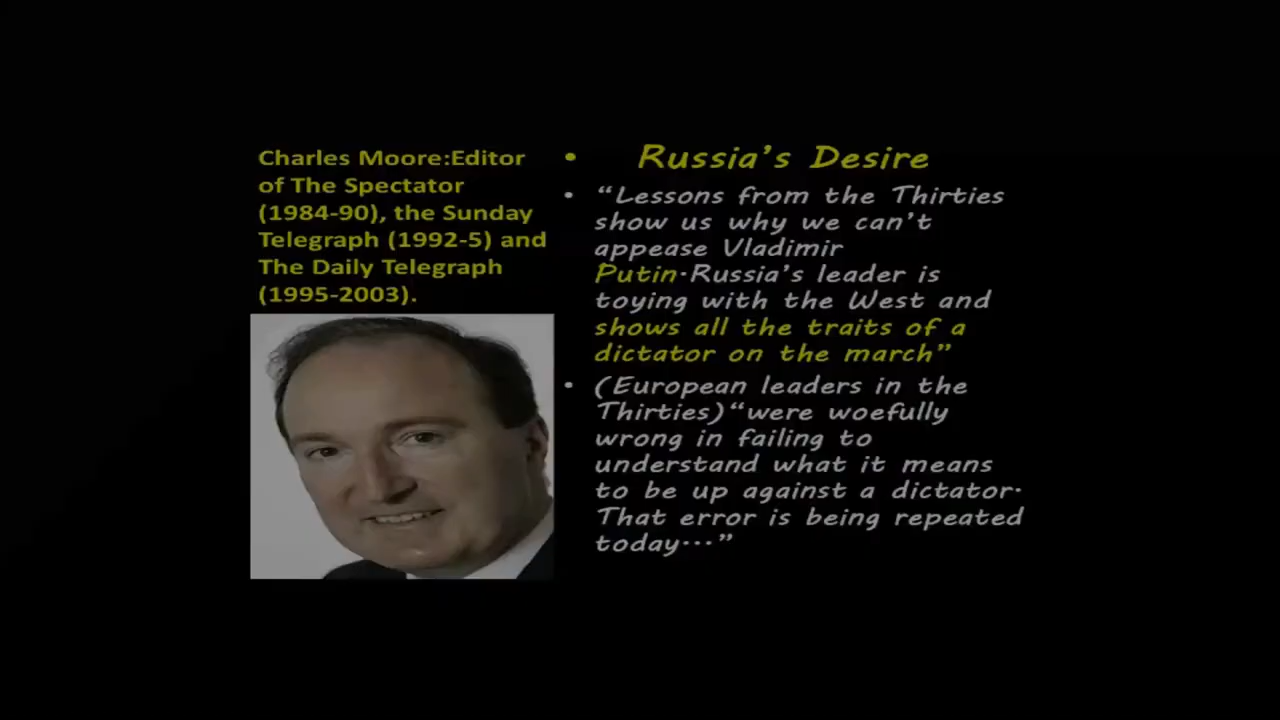 Charles Moore:Editor
of The Spectator
(1984-90), the Sunday
Telegraph (1992-5) and
The Daily Telegraph
(1995-2003).
• Russia’s Desire
• “Lessons from the Thirties
show us why we can’t
appease Vladimir
Putin.Russia’s leader is
toying with the West and
shows all the traits of a
dictator on the march”
• (European leaders in the
Thirties)“were woefully
wrong in failing to
understand what it means
to be up against a dictator.
That error is being repeated
today...”